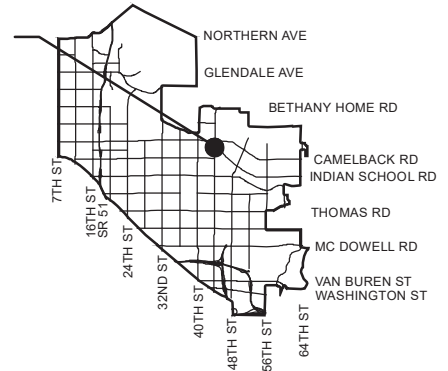 NORTHERN AVE
GLENDALE AVE
BETHANY HOME RD
CAMELBACK RD
INDIAN SCHOOL RD
THOMAS RD
MC DOWELL RD
VAN BUREN ST
WASHINGTON ST
7TH ST
16TH ST
SR 51
24TH ST
32ND ST
40TH ST
48TH ST
56TH ST
64TH ST